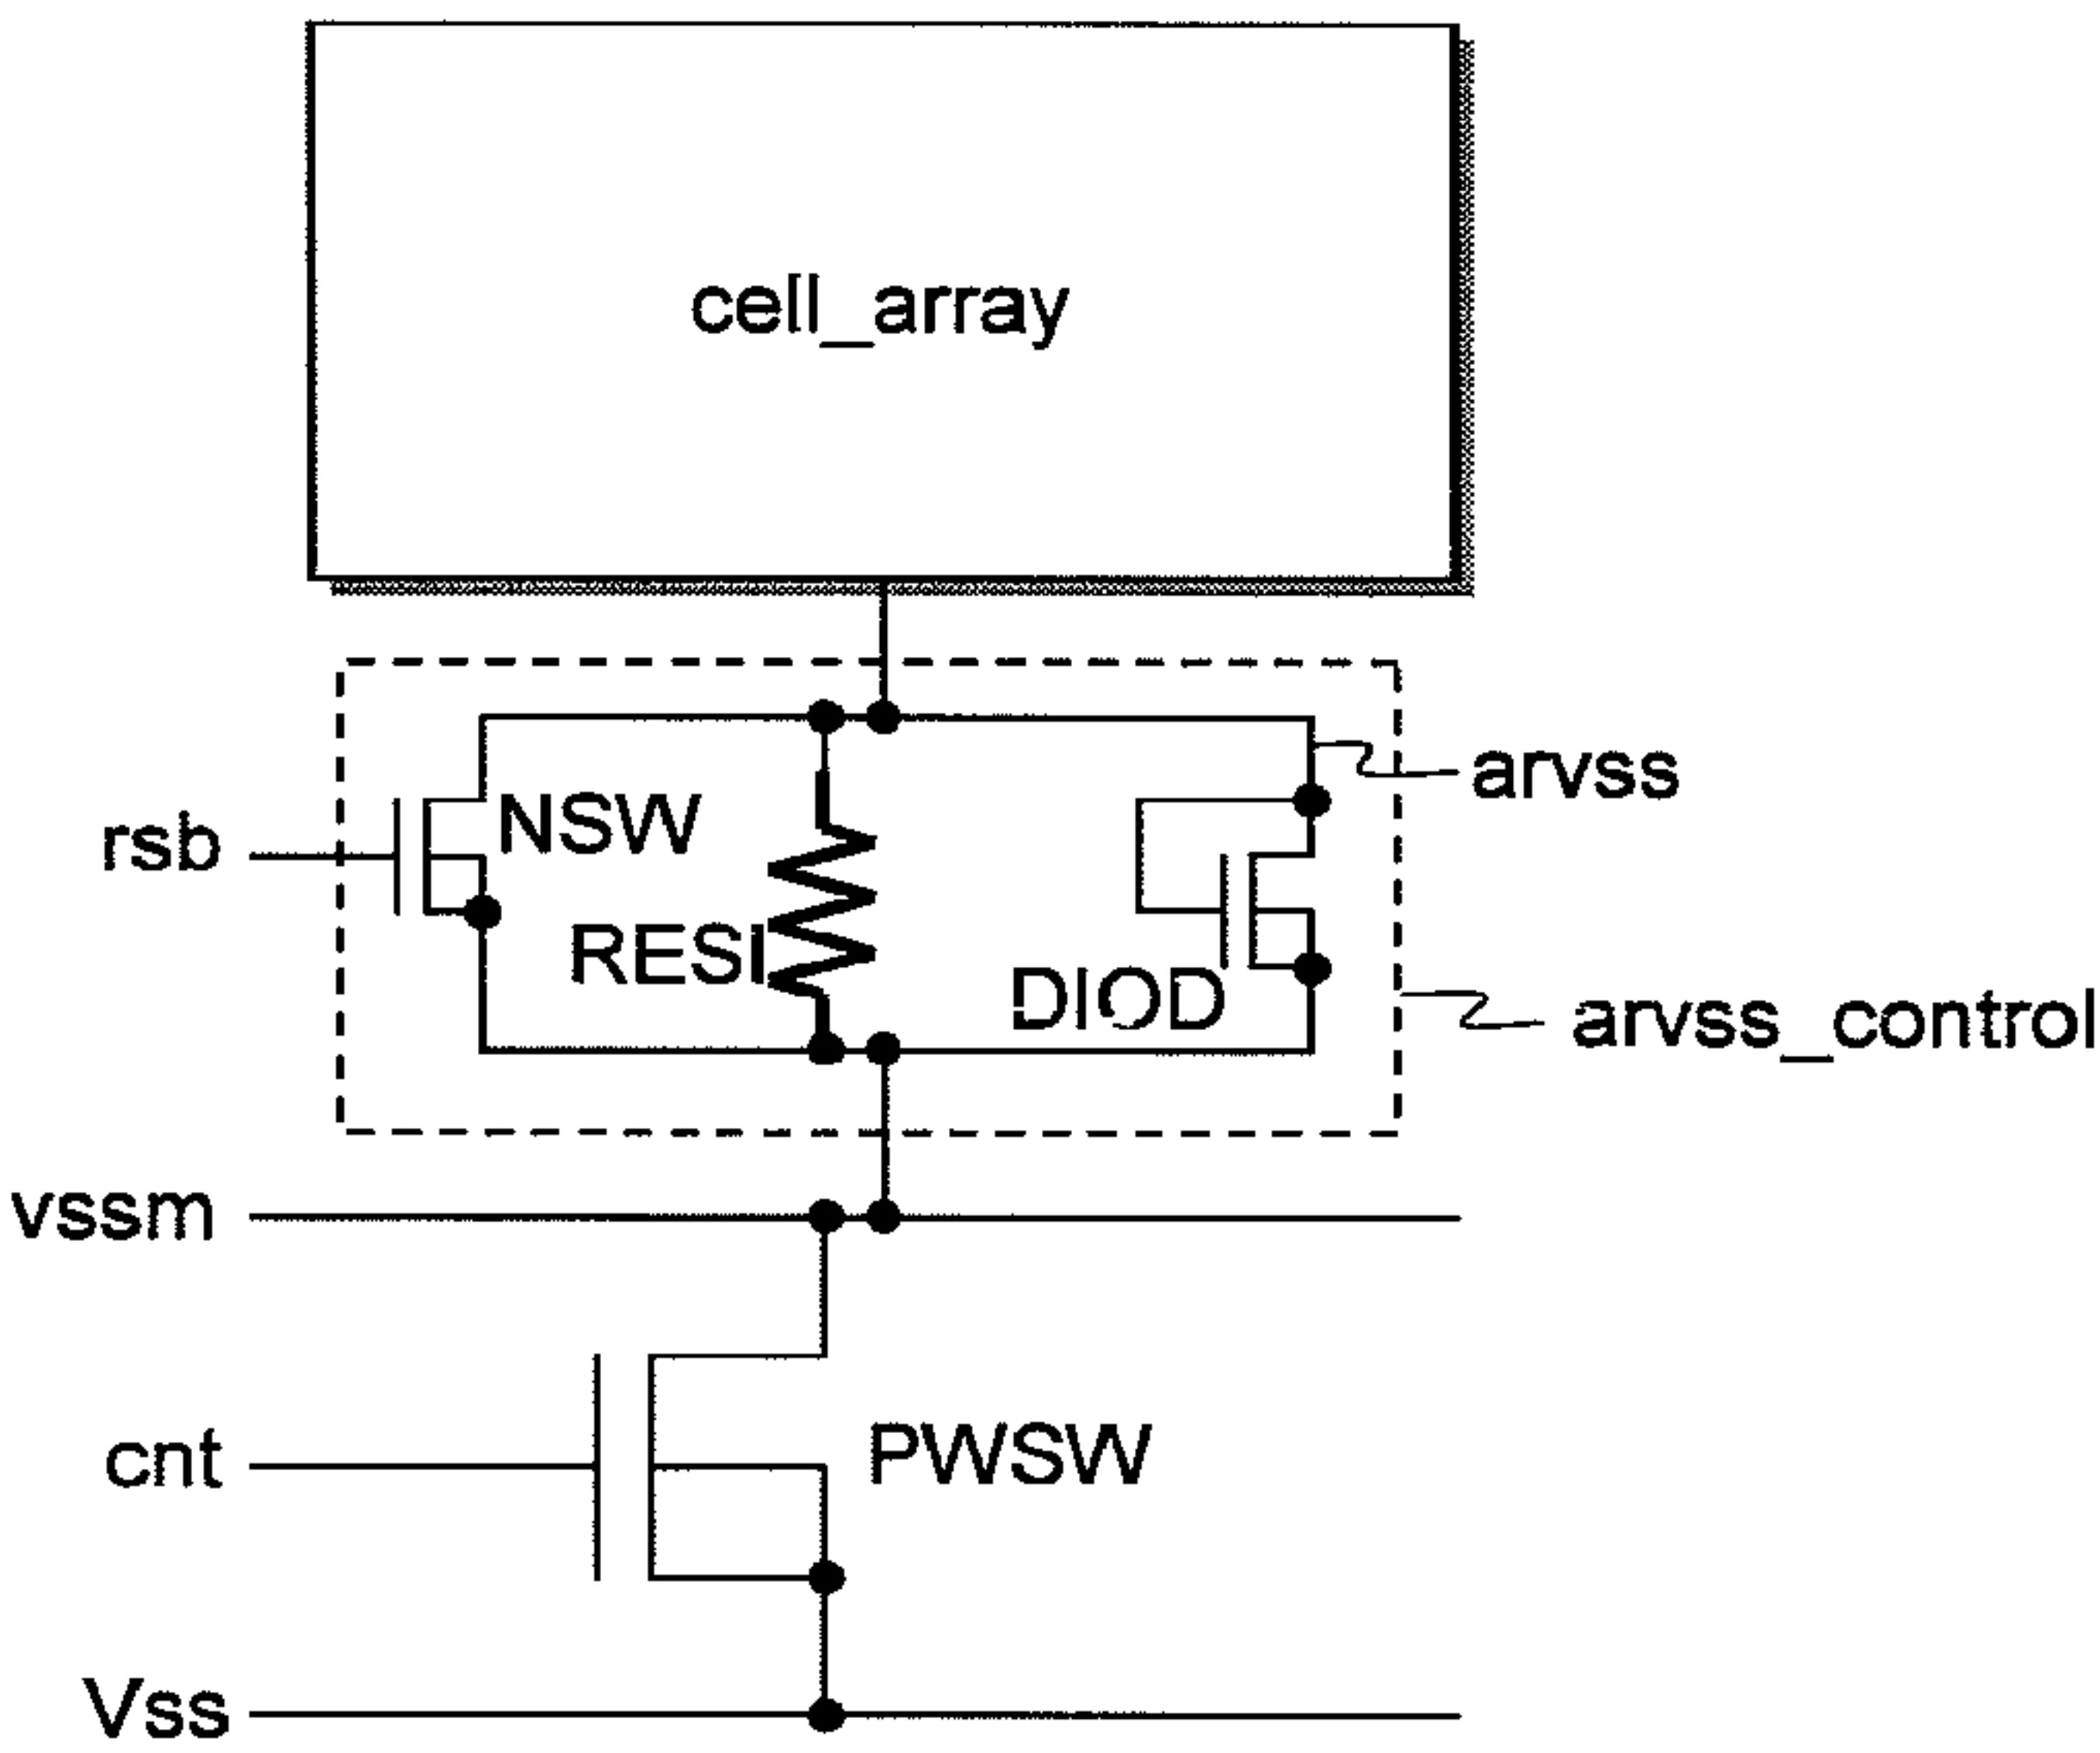 cell_array
arvss
rsb
NSW
RESI
DIOD
arvss_control
vssm
cnt
PWSW
Vss